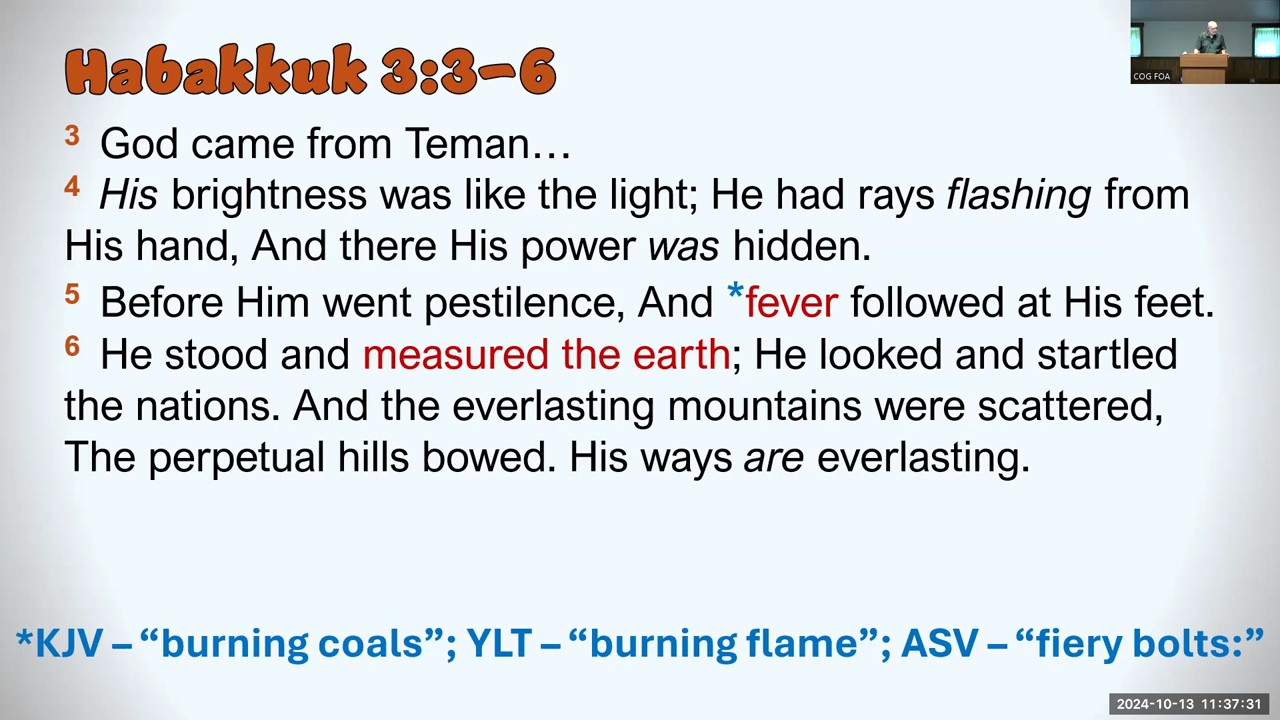 Habakkuk 3:3–6
COG FOA
3 God came from Teman…
4 His brightness was like the light; He had rays flashing from
His hand, And there His power was hidden.
5 Before Him went pestilence, And *fever followed at His feet.
6 He stood and measured the earth; He looked and startled
the nations. And the everlasting mountains were scattered,
The perpetual hills bowed. His ways are everlasting.
*KJV – “burning coals”; YLT – “burning flame”; ASV – “fiery bolts:”
2024-10-13 11:37:31